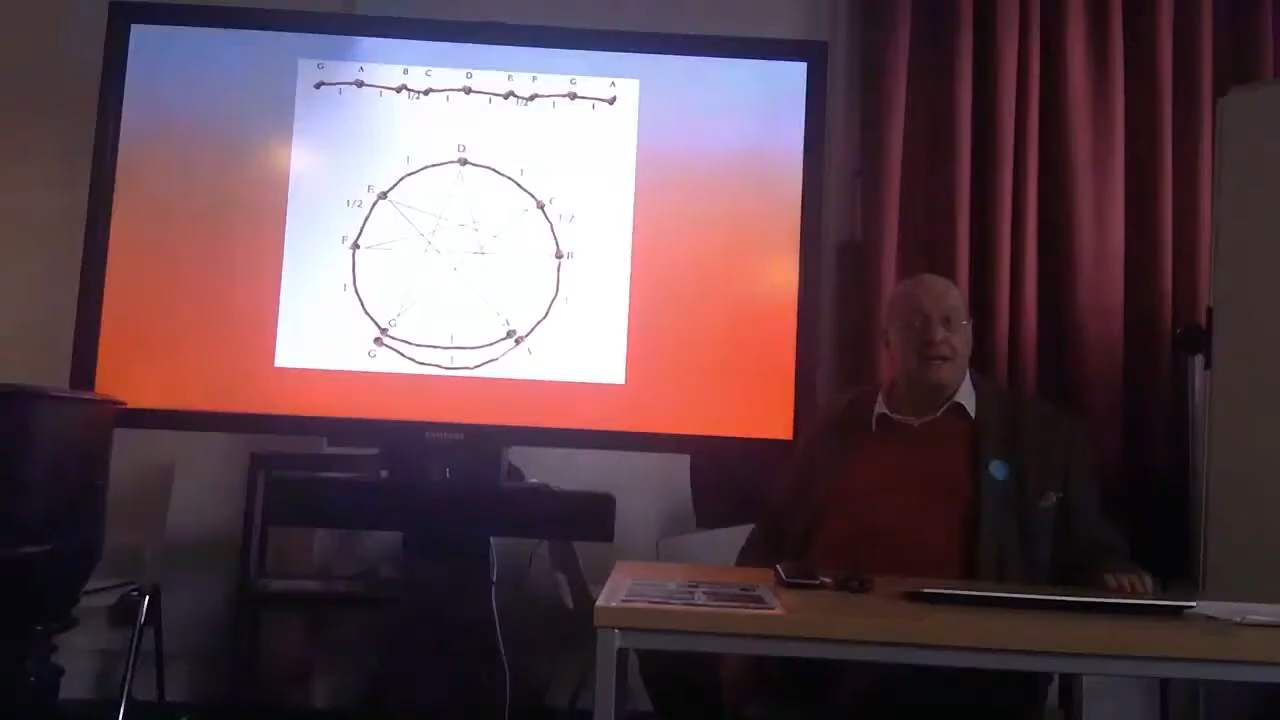 G A B C D E F G A
1 1 1/2 1 1 1/2 1 1
D
1 1
E C
1/2 1/2
F B
1 1
G A
1
G A
1
SAMSUNG